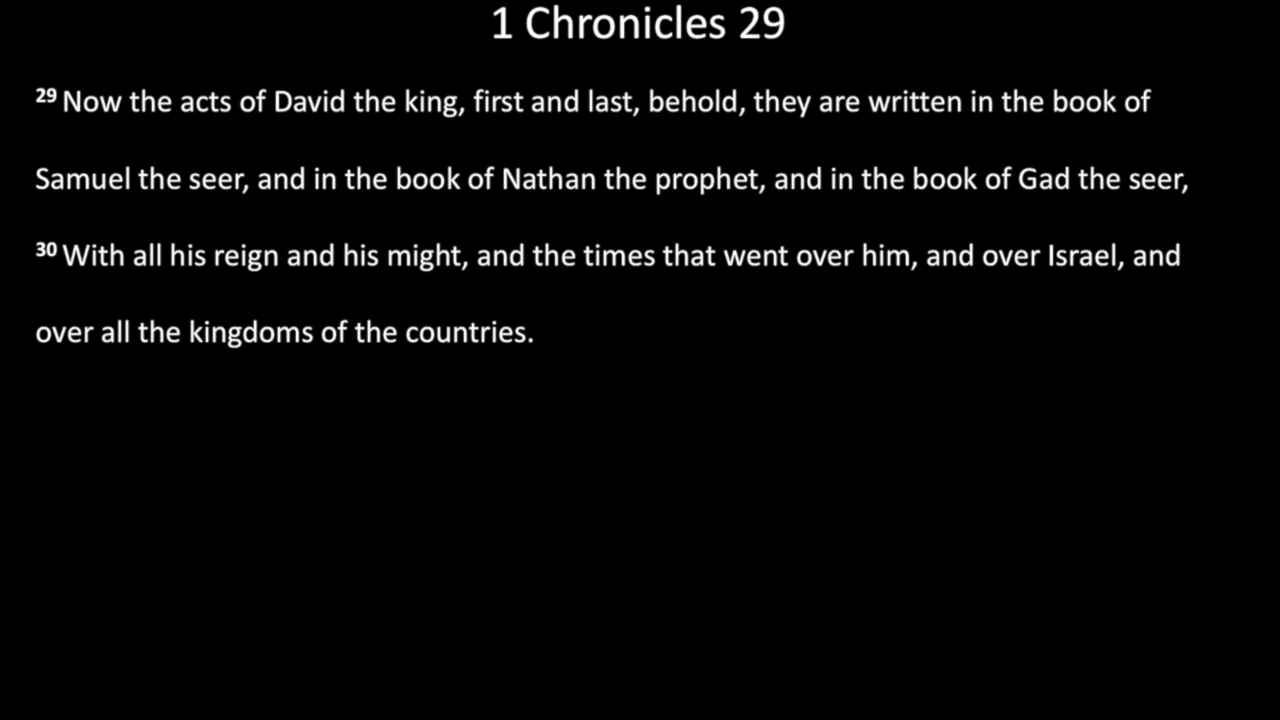 1 Chronicles 29
29 Now the acts of David the king, first and last, behold, they are written in the book of
Samuel the seer, and in the book of Nathan the prophet, and in the book of Gad the seer,
30 With all his reign and his might, and the times that went over him, and over Israel, and
over all the kingdoms of the countries.